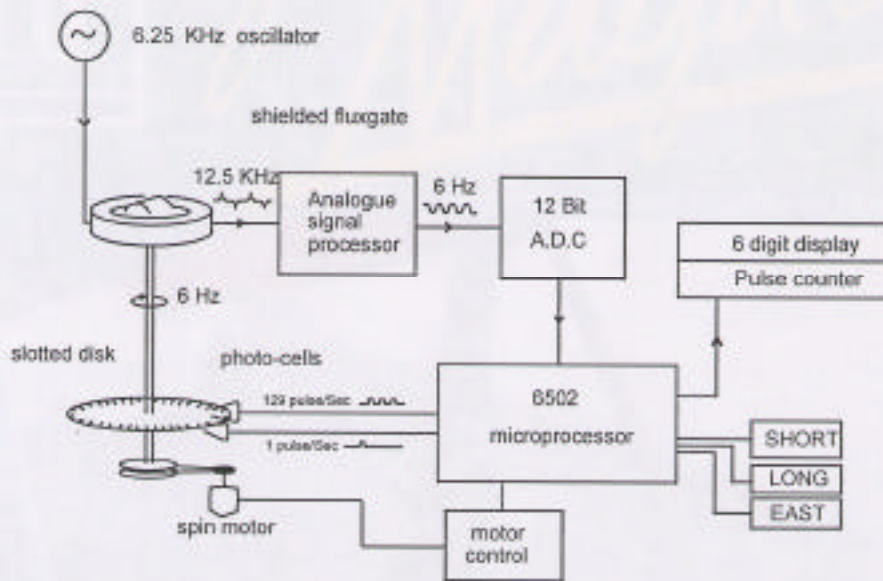 6.25 KHz oscillator
shielded fluxgate
12.5 KHz
Analogue
signal
processor
6 Hz
12 Bit
A.D.C
6 digit display
Pulse counter
6 Hz
slotted disk
photo-cells
129 pulse/Sec
1 pulse/Sec
6502
microprocessor
SHORT
LONG
EAST
spin motor
motor
control